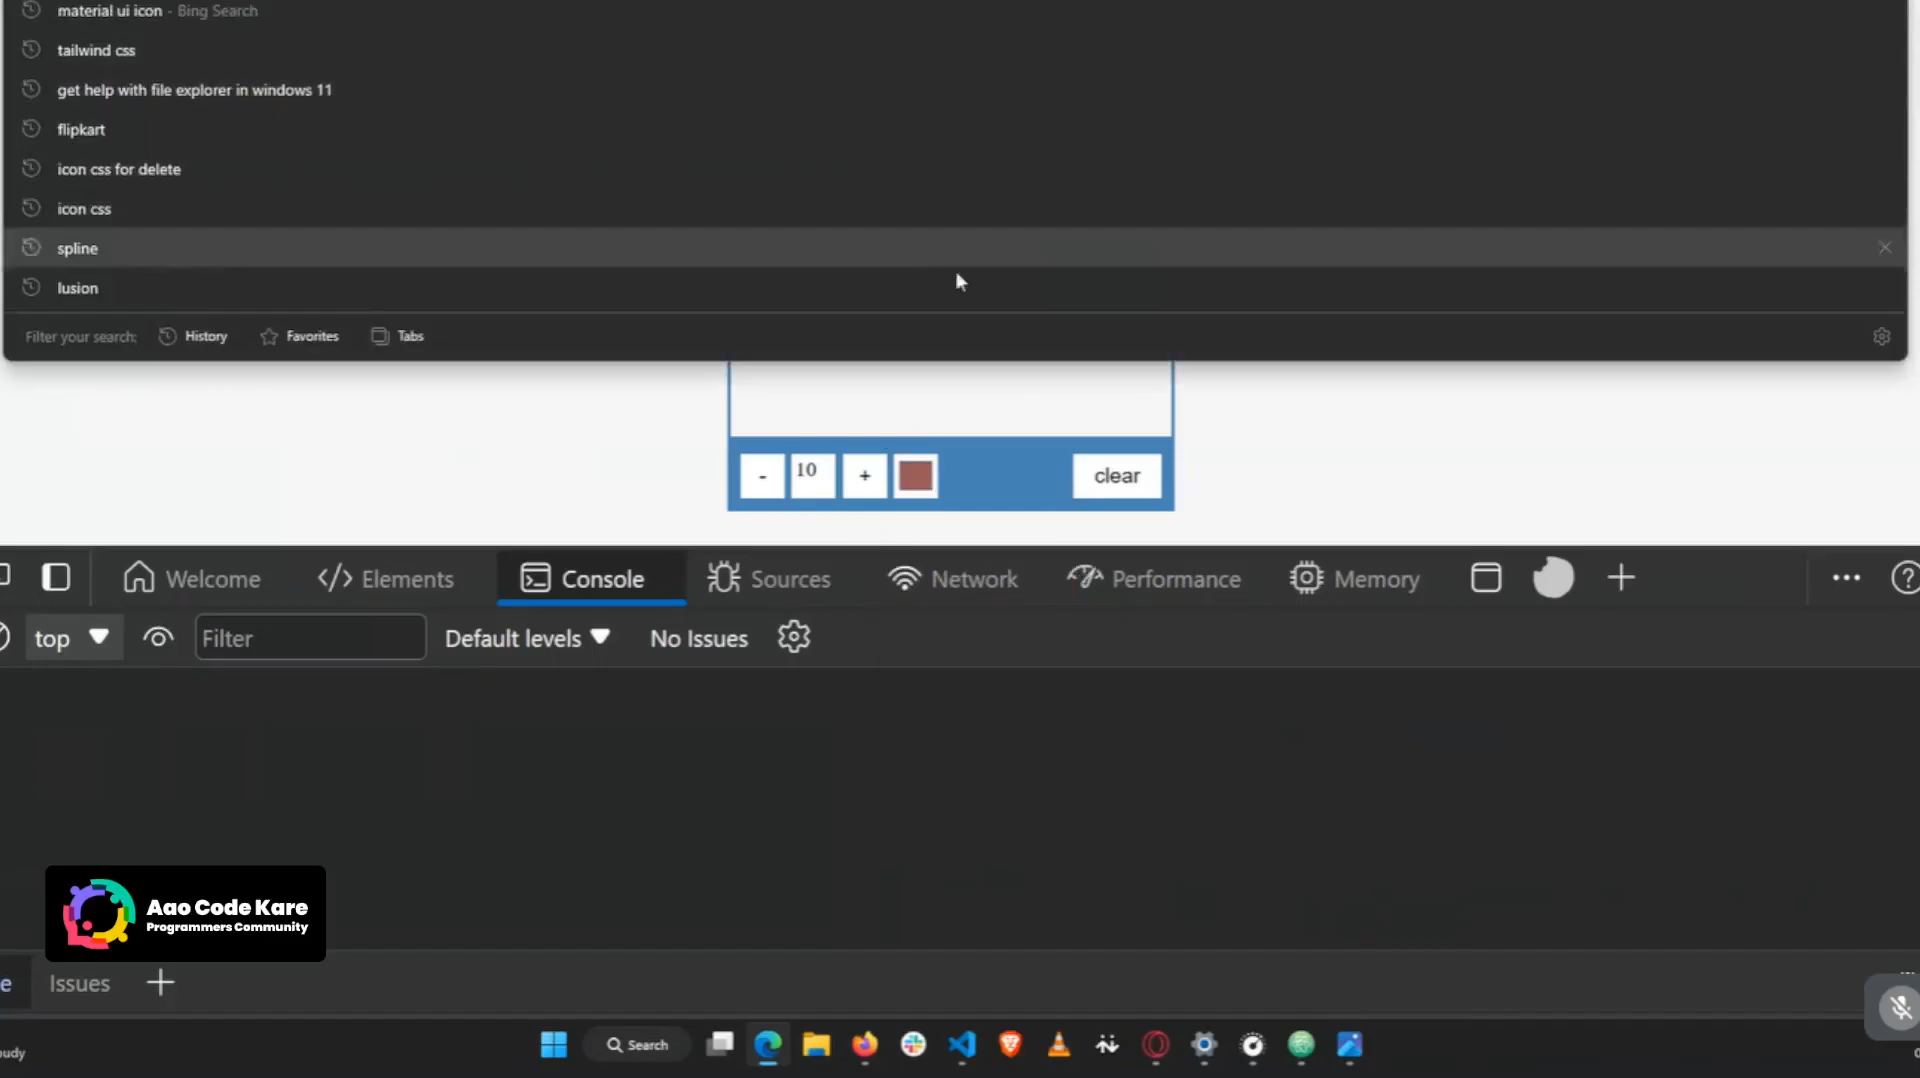 material ui icon - Bing Search
tailwind css
get help with file explorer in windows 11
flipkart
icon css for delete
icon css
spline
lusion
Filter your search: History Favorites Tabs
- 10 + clear
Welcome </> Elements Console Sources Network Performance Memory
top Filter Default levels No Issues
Aao Code Kare
Programmers Community
Issues
Search